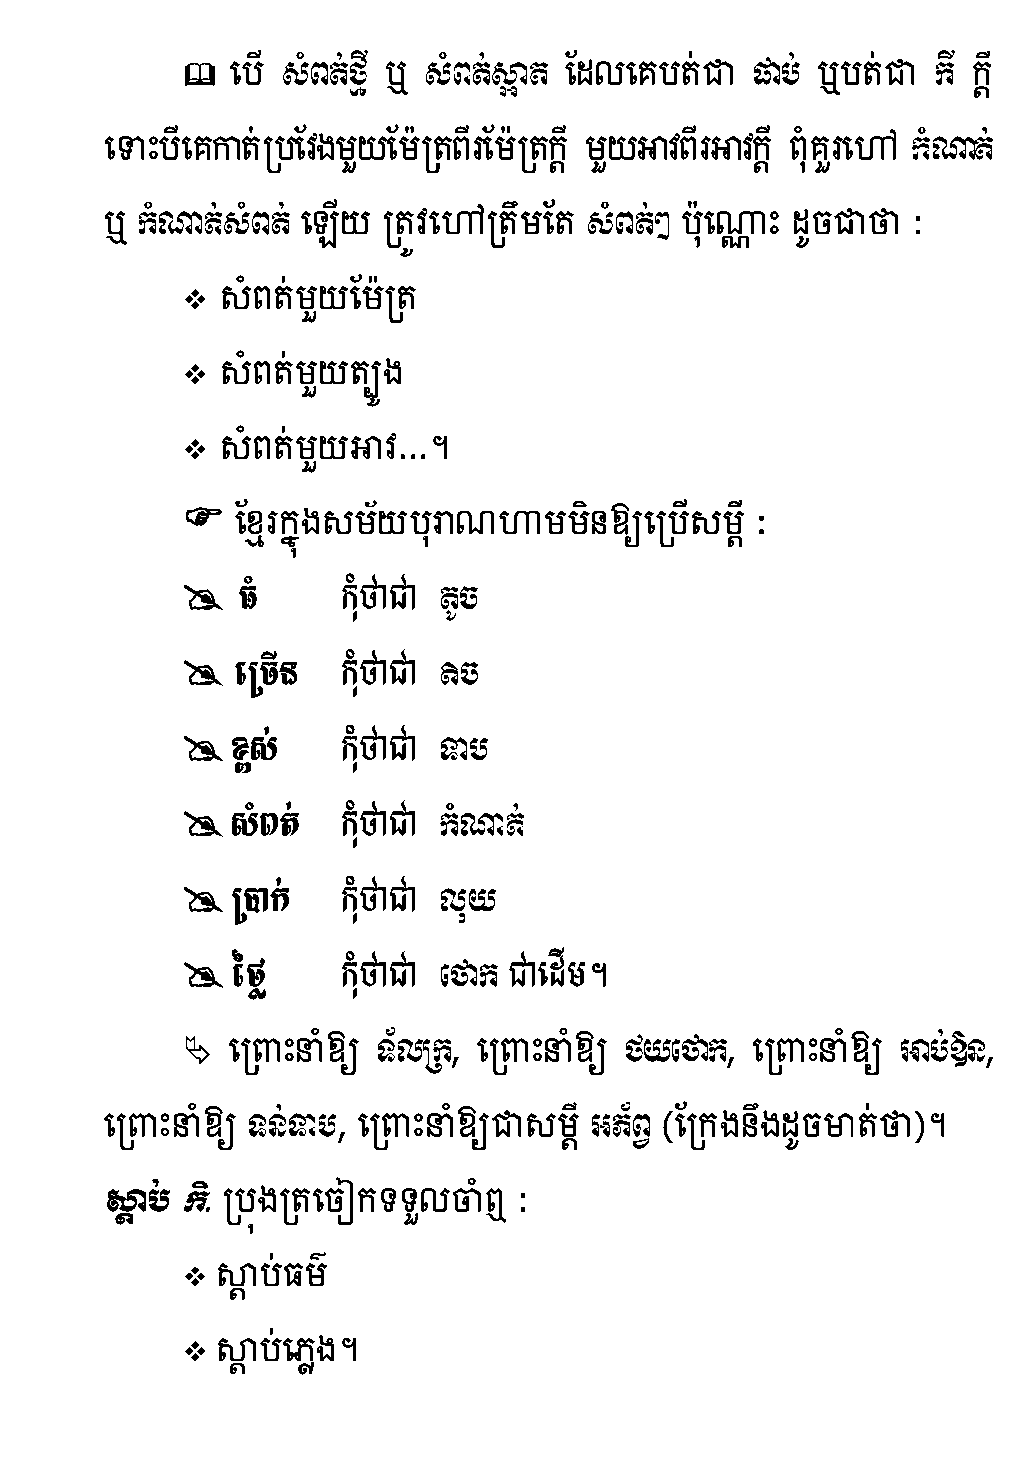 🕮 បើ សំពត់ថ្មី ឬ សំពត់ស្អាត ដែលគេបត់ជា ផាប់ ឬបត់ជា កី ក្ដី
ទោះបីគេកាត់ប្រវែងមួយម៉ែត្រពីរម៉ែត្រក្ដី មួយអាវពីរអាវក្ដី ពុំគួរហៅ កំណាត់
ឬ កំណាត់សំពត់ ឡើយ ត្រូវហៅត្រឹមតែ សំពត់ៗ ប៉ុណ្ណោះ ដូចជាថា :
❖ សំពត់មួយម៉ែត្រ
❖ សំពត់មួយត្បូង
❖ សំពត់មួយអាវ...។
☞ ខ្មែរក្នុងសម័យបុរាណហាមមិនឱ្យប្រើសម្ដី :
✎ ធំ កុំថាជា តូច
✎ ច្រើន កុំថាជា តិច
✎ ខ្ពស់ កុំថាជា ទាប
✎ សំពត់ កុំថាជា កំណាត់
✎ ប្រាក់ កុំថាជា លុយ
✎ ថ្លៃ កុំថាជា ថោក ជាដើម។
⮱ ព្រោះនាំឱ្យ ទ័លក្រ, ព្រោះនាំឱ្យ ថយថោក, ព្រោះនាំឱ្យ អាប់ឱន,
ព្រោះនាំឱ្យ ទន់ទាប, ព្រោះនាំឱ្យជាសម្ដី អភ័ព្វ (ក្រែងនឹងដូចមាត់ថា)។
ស្ដាប់ កិ. ប្រុងត្រចៀកទទួលចាំឮ :
❖ ស្ដាប់ធម៌
❖ ស្ដាប់ភ្លេង។